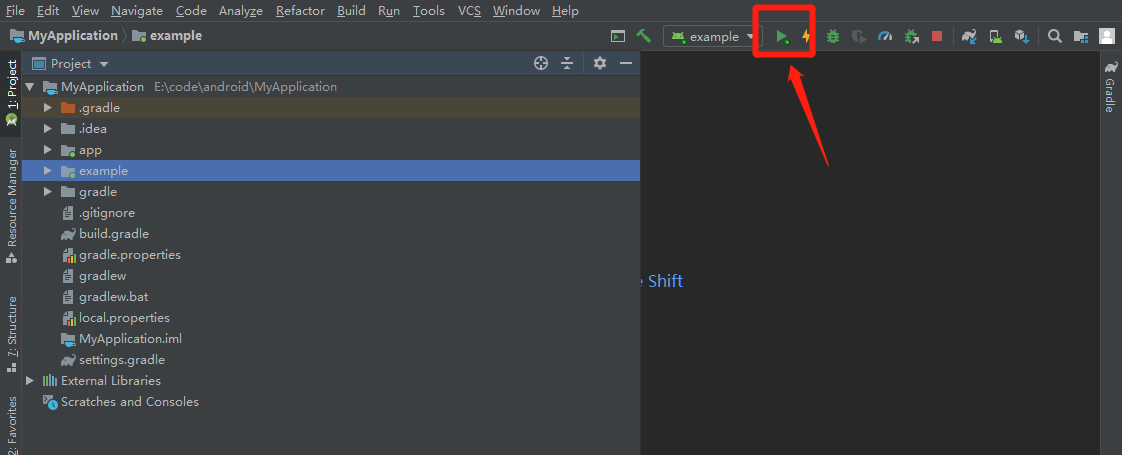 File Edit View Navigate Code Analyze Refactor Build Run Tools VCS Window Help
MyApplication example
example
1: Project
Resource Manager
7: Structure
2: Favorites
Project
MyApplication E:\code\android\MyApplication
.gradle
.idea
app
example
gradle
.gitignore
build.gradle
gradle.properties
gradlew
gradlew.bat
local.properties
MyApplication.iml
settings.gradle
External Libraries
Scratches and Consoles
Shift
Gradle